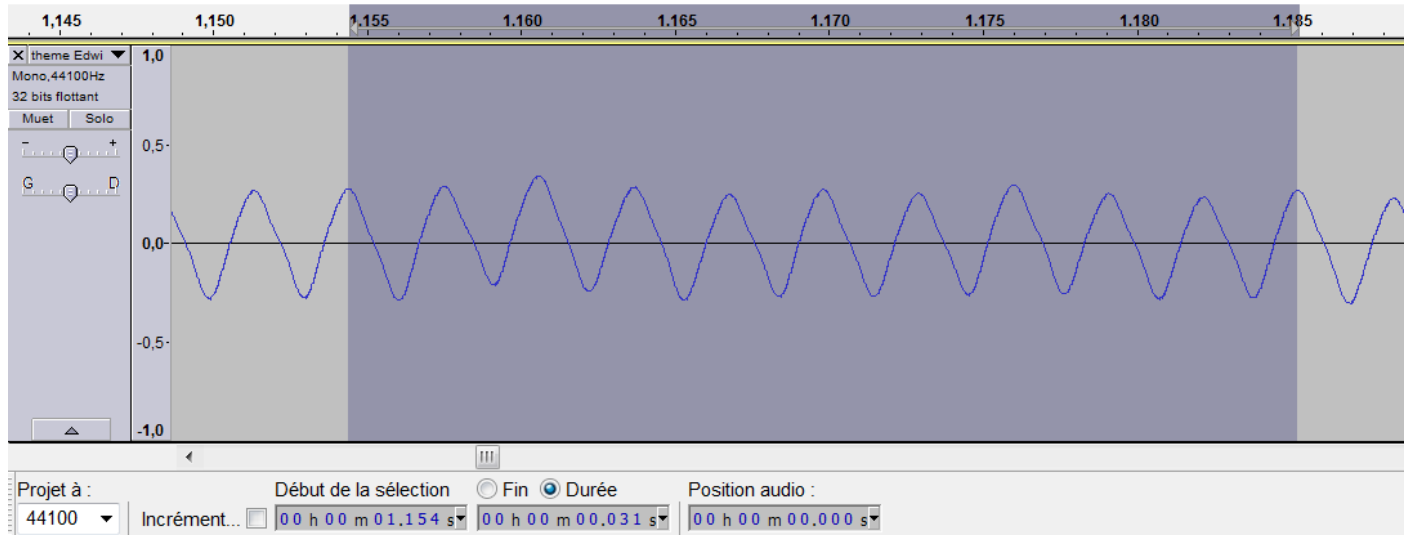 1,145 1,150 1.155 1.160 1.165 1.170 1.175 1.180 1.185
X theme Edwi 1,0
Mono,44100Hz
32 bits flottant
Muet Solo
- + 0,5-
G D
0,0-
-0,5-
-1,0
Projet à : Début de la sélection Fin Durée Position audio :
44100 Incrément... 00 h 00 m 01.154 s 00 h 00 m 00.031 s 00 h 00 m 00.000 s